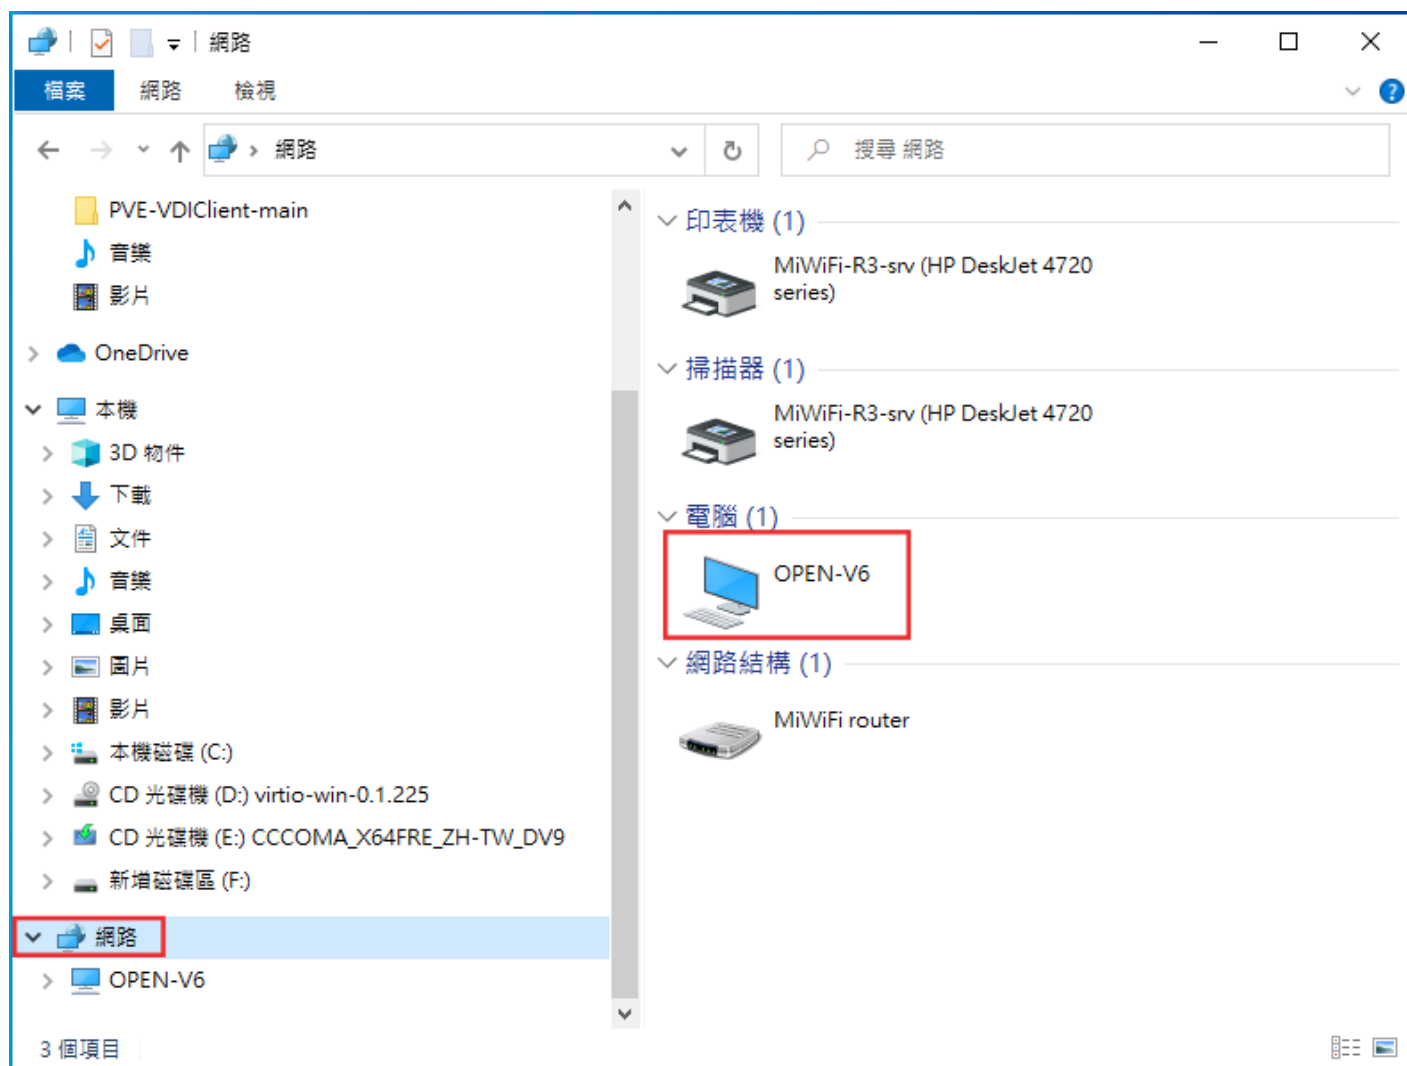 網路
檔案 網路 檢視
網路
搜尋 網路
PVE-VDIClient-main
音樂
影片
OneDrive
本機
3D 物件
下載
文件
音樂
桌面
圖片
影片
本機磁碟 (C:)
CD 光碟機 (D:) virtio-win-0.1.225
CD 光碟機 (E:) CCCOMA_X64FRE_ZH-TW_DV9
新增磁碟區 (F:)
網路
OPEN-V6
印表機 (1)
MiWiFi-R3-srv (HP DeskJet 4720
series)
掃描器 (1)
MiWiFi-R3-srv (HP DeskJet 4720
series)
電腦 (1)
OPEN-V6
網路結構 (1)
MiWiFi router
3 個項目